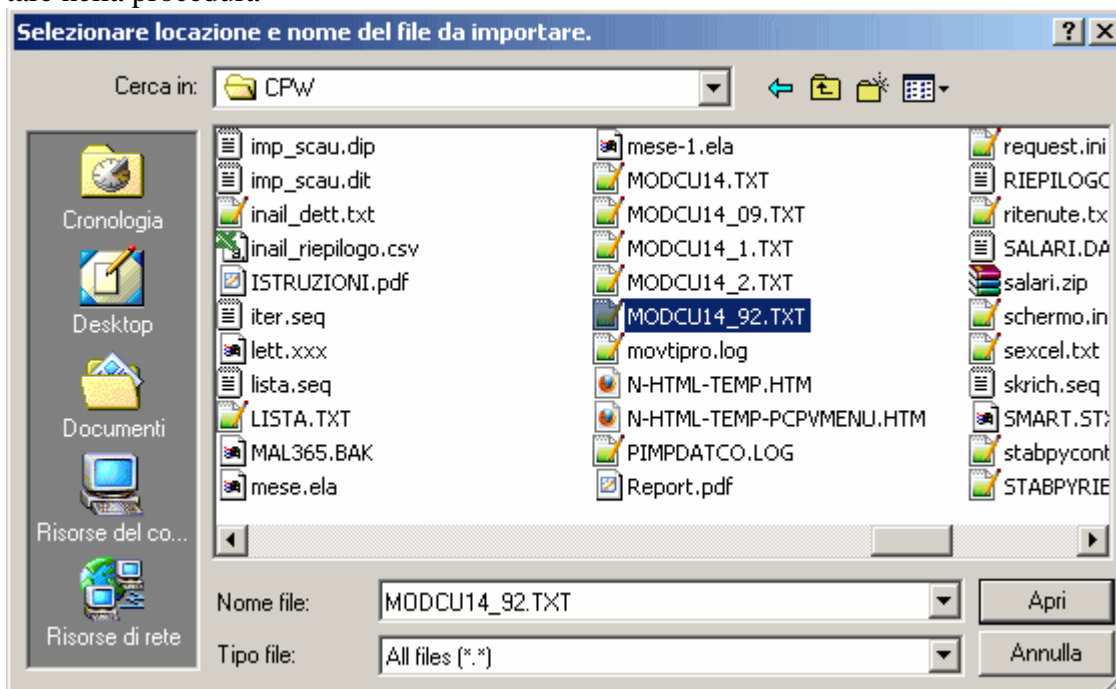 tare nella procedura
Selezionare locazione e nome del file da importare.
Cerca in: CPW
Cronologia
Desktop
Documenti
Risorse del co...
Risorse di rete
imp_scau.dip
imp_scau.dit
inail_dett.txt
inail_riepilogo.csv
ISTRUZIONI.pdf
iter.seq
lett.xxx
lista.seq
LISTA.TXT
MAL365.BAK
mese.ela
mese-1.ela
MODCU14.TXT
MODCU14_09.TXT
MODCU14_1.TXT
MODCU14_2.TXT
MODCU14_92.TXT
movtipro.log
N-HTML-TEMP.HTM
N-HTML-TEMP-PCPVMENU.HTM
PIMPDATCO.LOG
Report.pdf
request.ini
RIEPILOGO
ritenute.tx
SALARI.DA
salari.zip
schermo.in
sexcel.txt
skrich.seq
SMART.ST
stabpycont
STABPYRIE
Nome file: MODCU14_92.TXT
Apri
Tipo file: All files (*.*)
Annulla